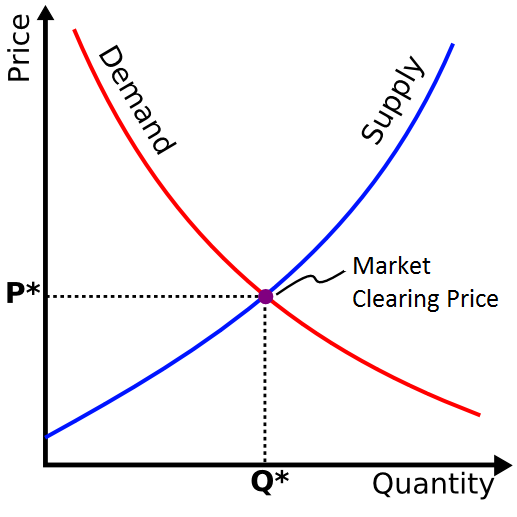 Price
Demand
Supply
Market
Clearing Price
P*
Q*
Quantity